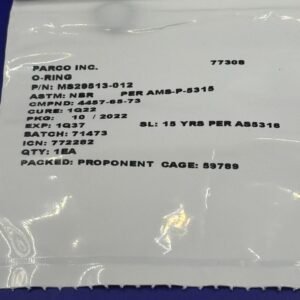 PARCO INC. 77308
O-RING
P/N: MS29513-012
ASTM: NBR PER AMS-P-5315
CMPND: 4457-65-73
CURE: 1Q22
PKG: 10 / 2022
EXP: 1Q37 SL: 15 YRS PER AS5316
BATCH: 71473
ICN: 772282
QTY: 1EA
PACKED: PROPONENT CAGE: 59789